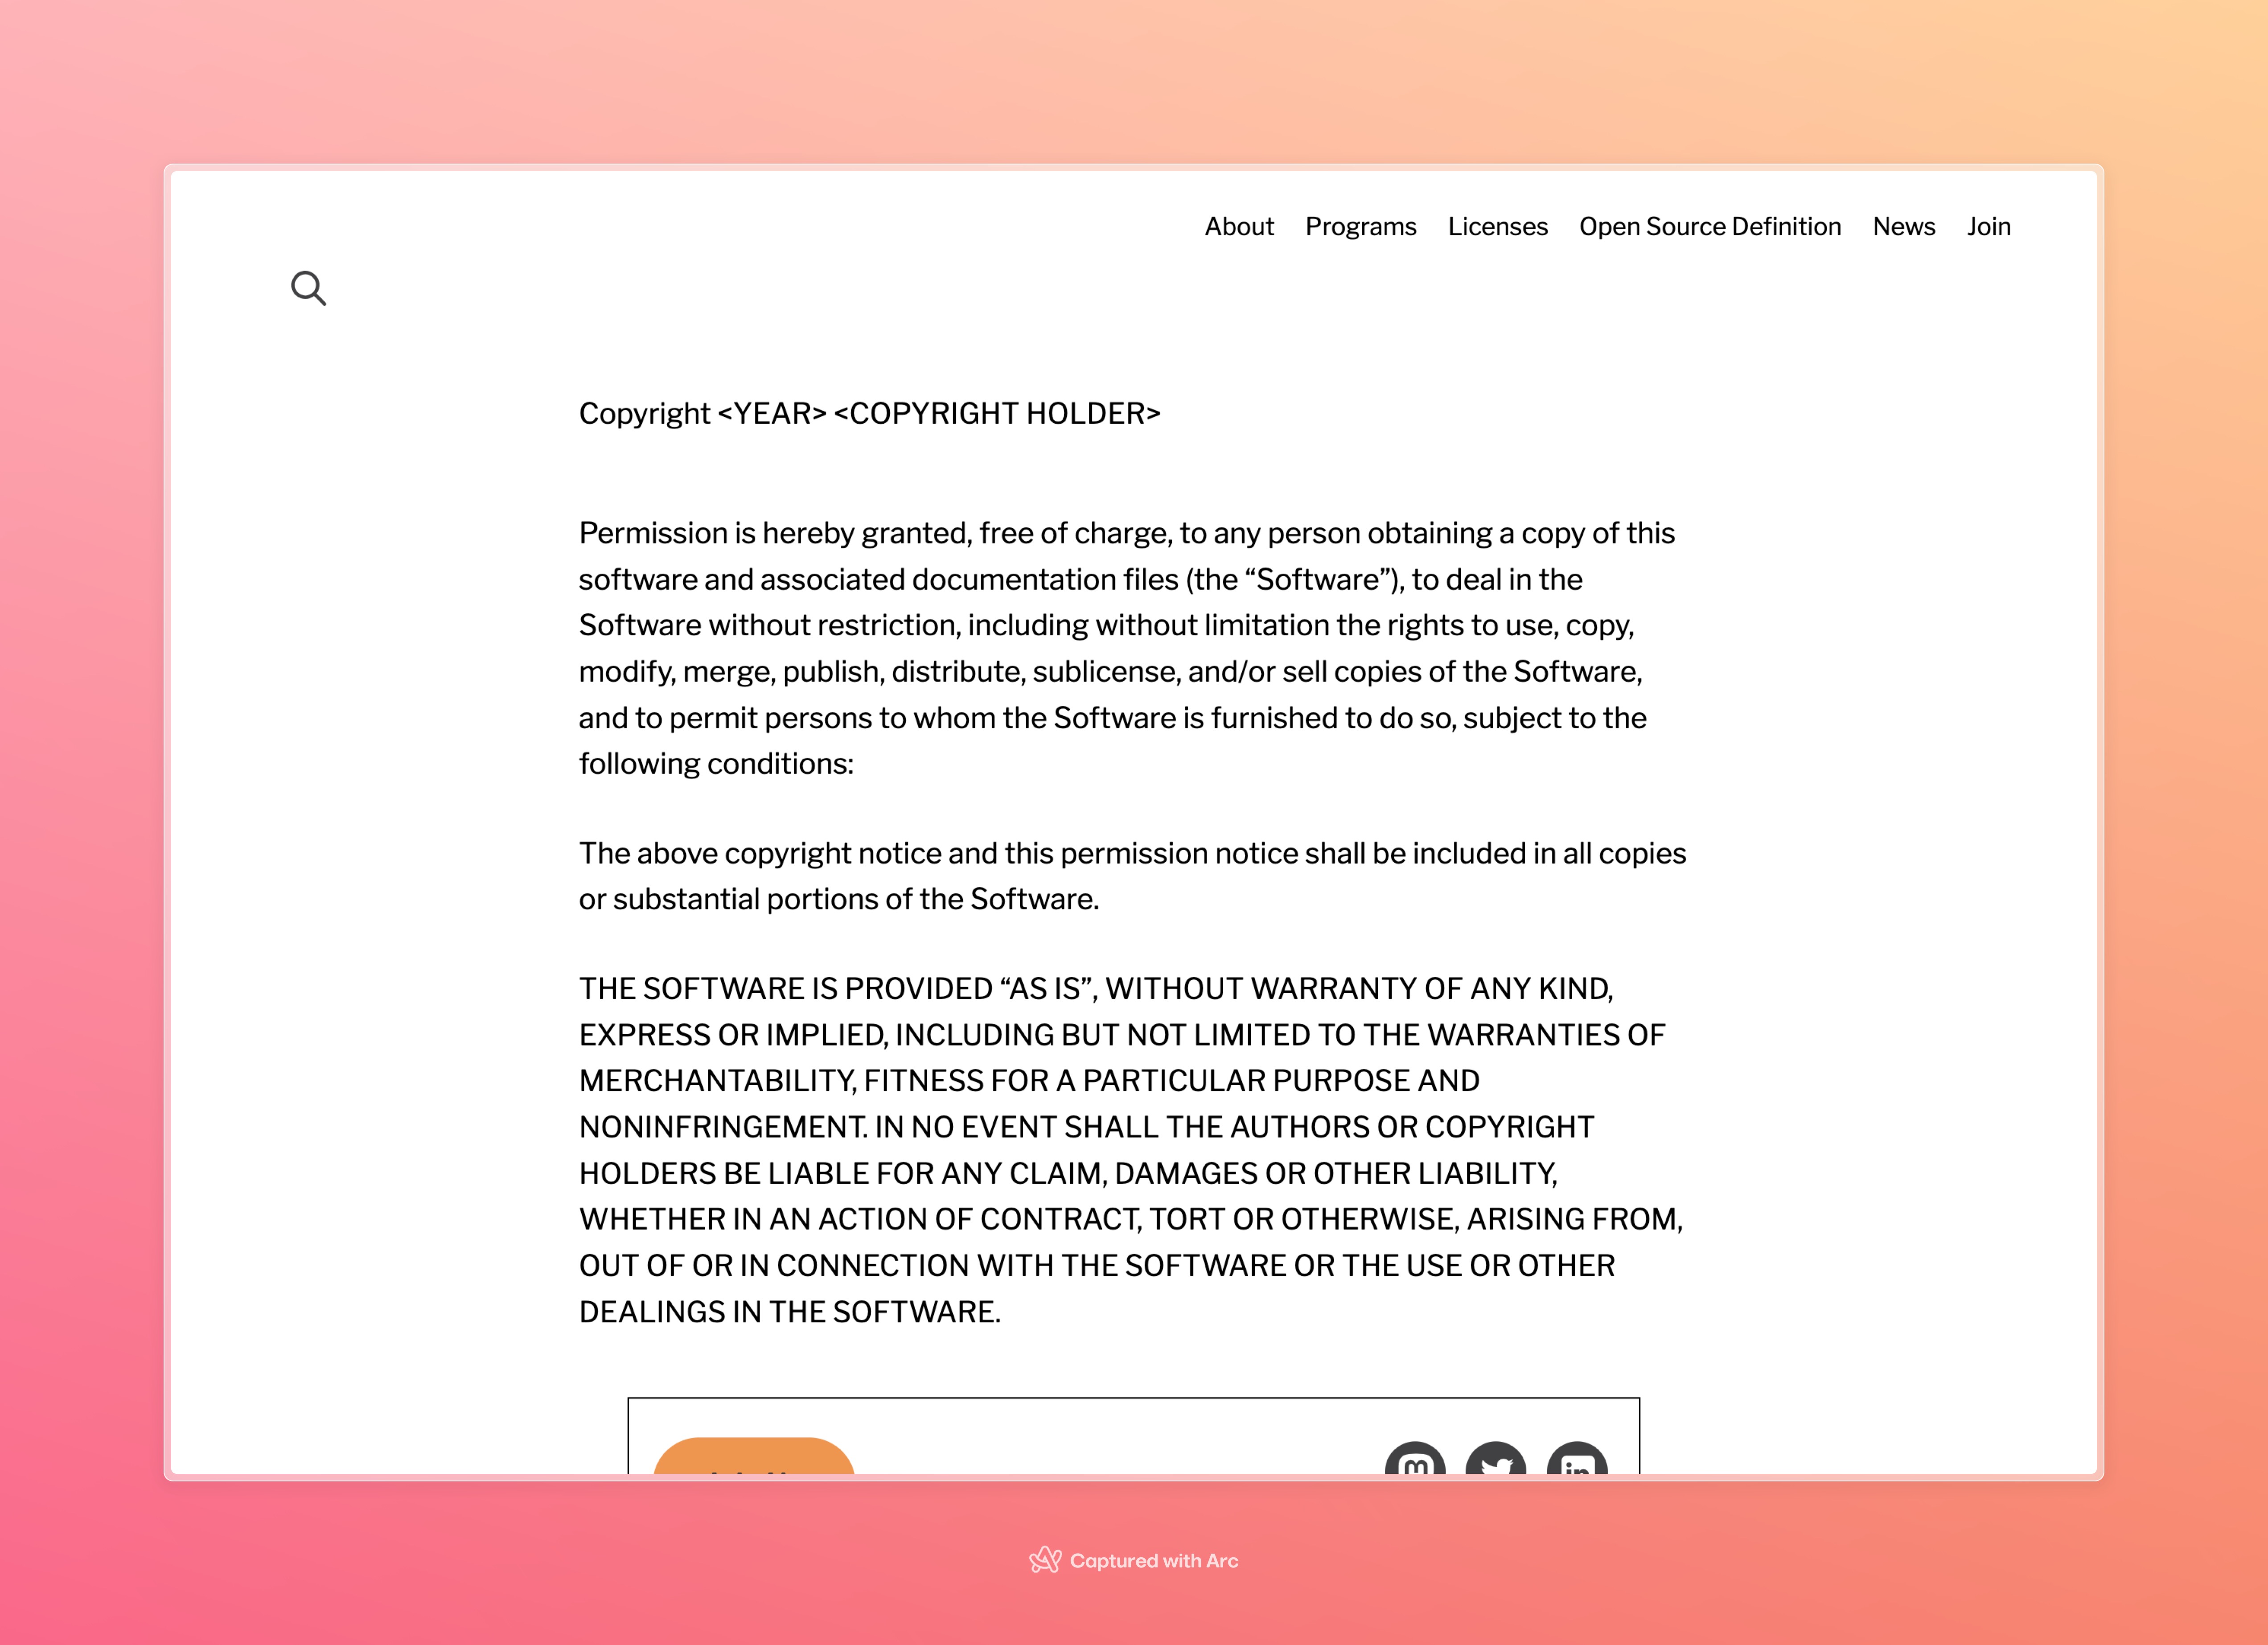 About Programs Licenses Open Source Definition News Join
Copyright <YEAR> <COPYRIGHT HOLDER>
Permission is hereby granted, free of charge, to any person obtaining a copy of this
software and associated documentation files (the “Software”), to deal in the
Software without restriction, including without limitation the rights to use, copy,
modify, merge, publish, distribute, sublicense, and/or sell copies of the Software,
and to permit persons to whom the Software is furnished to do so, subject to the
following conditions:
The above copyright notice and this permission notice shall be included in all copies
or substantial portions of the Software.
THE SOFTWARE IS PROVIDED “AS IS”, WITHOUT WARRANTY OF ANY KIND,
EXPRESS OR IMPLIED, INCLUDING BUT NOT LIMITED TO THE WARRANTIES OF
MERCHANTABILITY, FITNESS FOR A PARTICULAR PURPOSE AND
NONINFRINGEMENT. IN NO EVENT SHALL THE AUTHORS OR COPYRIGHT
HOLDERS BE LIABLE FOR ANY CLAIM, DAMAGES OR OTHER LIABILITY,
WHETHER IN AN ACTION OF CONTRACT, TORT OR OTHERWISE, ARISING FROM,
OUT OF OR IN CONNECTION WITH THE SOFTWARE OR THE USE OR OTHER
DEALINGS IN THE SOFTWARE.
m in
Captured with Arc